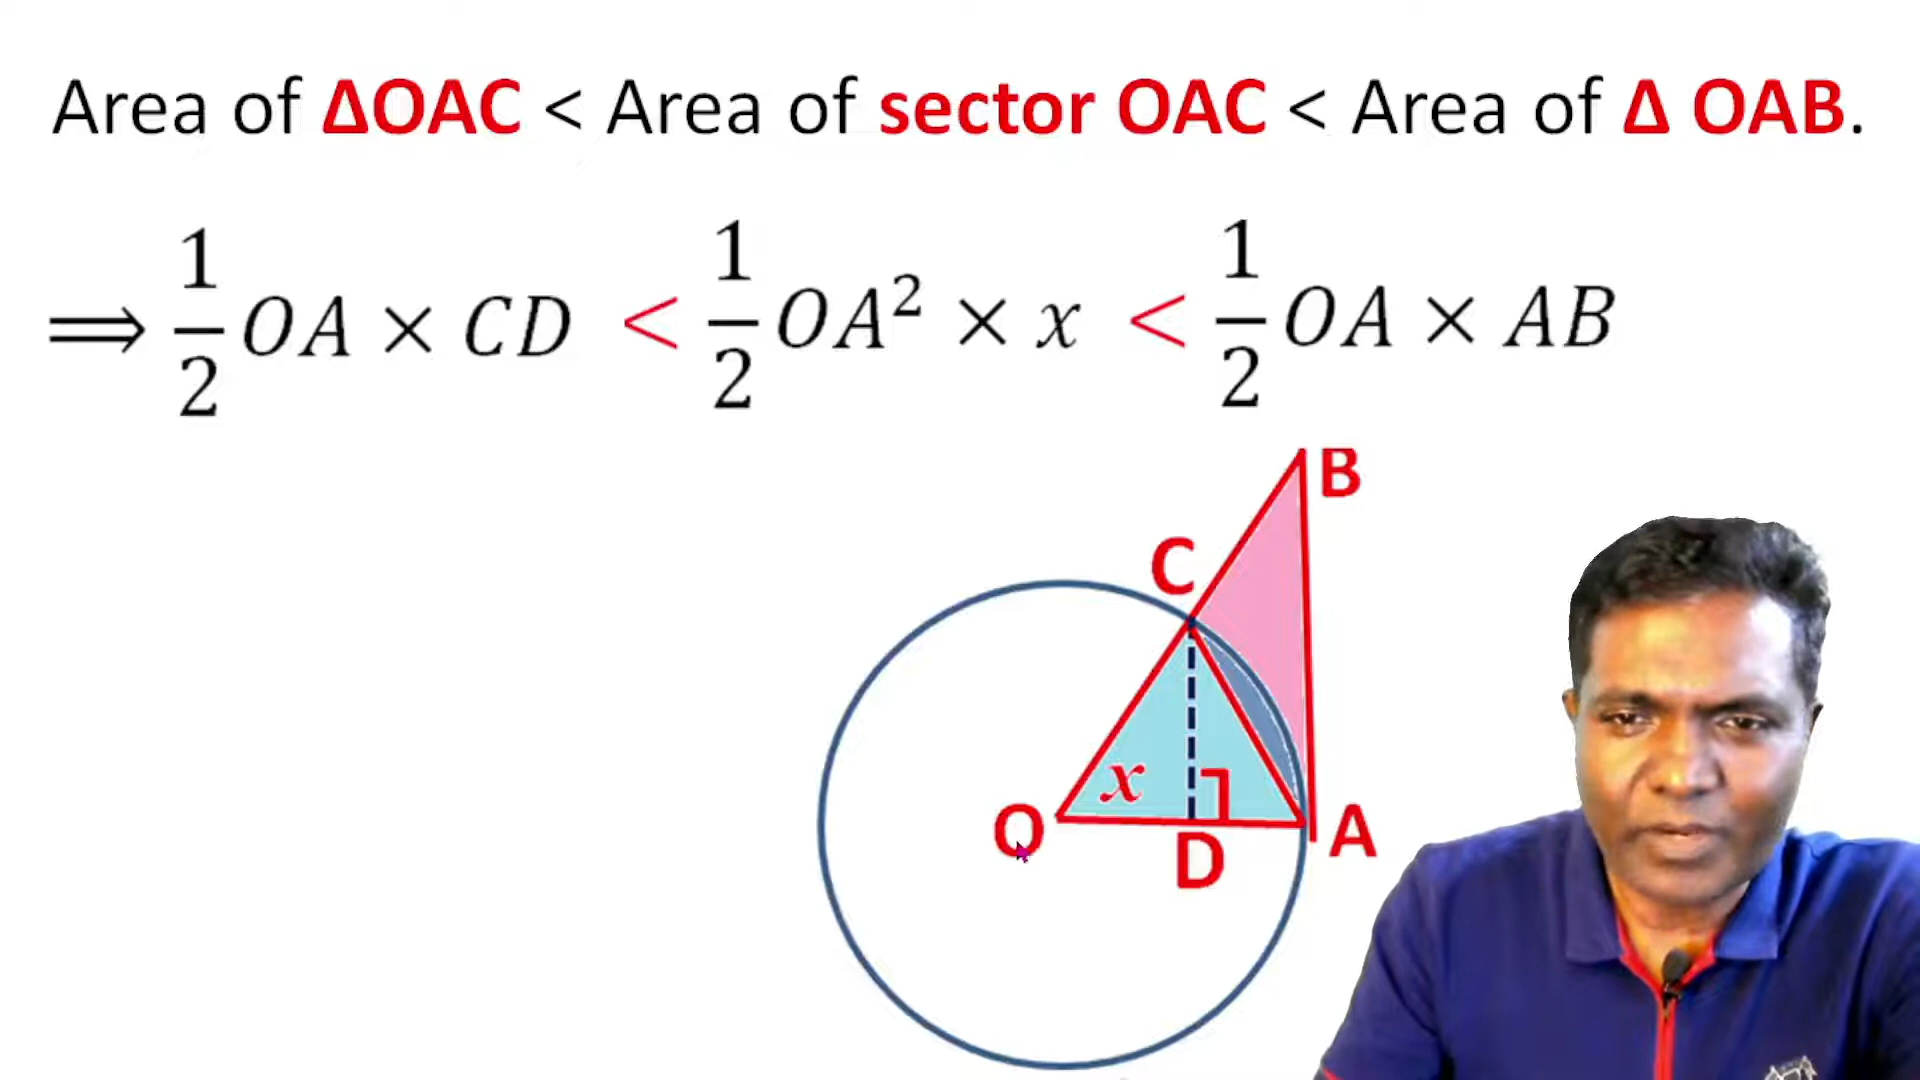 Area of ΔOAC < Area of sector OAC < Area of Δ OAB.
⟹ 1/2 OA × CD < 1/2 OA² × x < 1/2 OA × AB
B
C
x
O
D
A